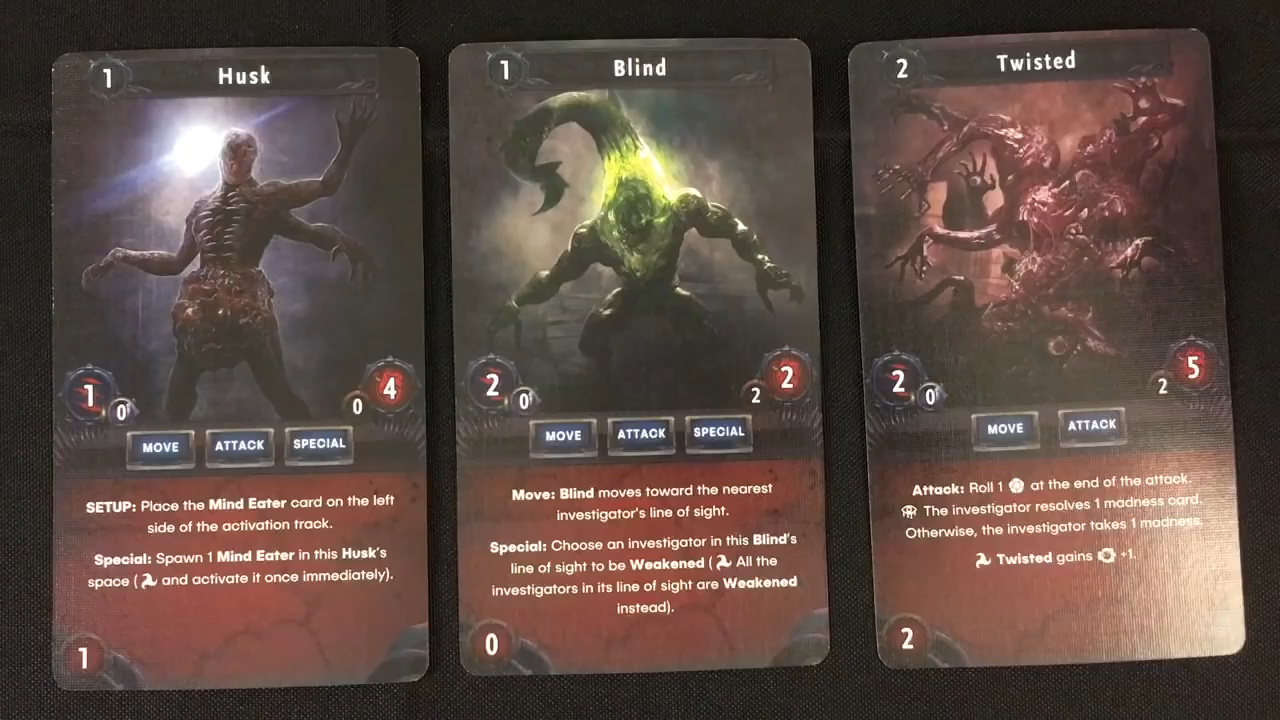 1
Husk
1
0
0
4
MOVE
ATTACK
SPECIAL
SETUP: Place the Mind Eater card on the left
side of the activation track.
Special: Spawn 1 Mind Eater in this Husk's
space ( and activate it once immediately).
1
1
Blind
2
0
2
2
MOVE
ATTACK
SPECIAL
Move: Blind moves toward the nearest
investigator's line of sight.
Special: Choose an investigator in this Blind's
line of sight to be Weakened ( All the
investigators in its line of sight are Weakened
instead).
0
2
Twisted
2
0
2
5
MOVE
ATTACK
Attack: Roll 1 at the end of the attack.
The investigator resolves 1 madness card.
Otherwise, the investigator takes 1 madness.
Twisted gains +1.
2